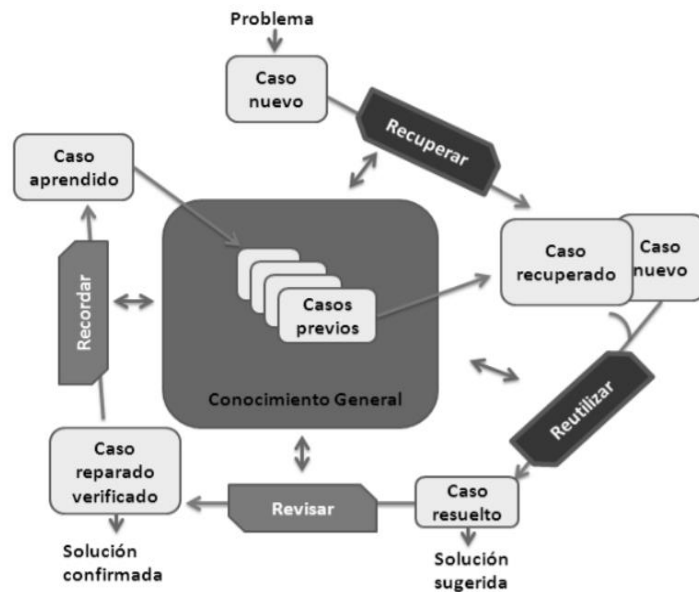 Problema
Caso
nuevo
Recuperar
Caso
aprendido
Caso
recuperado
Caso
nuevo
Recordar
Casos
previos
Conocimiento General
Reutilizar
Caso
reparado
verificado
Revisar
Caso
resuelto
Solución
confirmada
Solución
sugerida